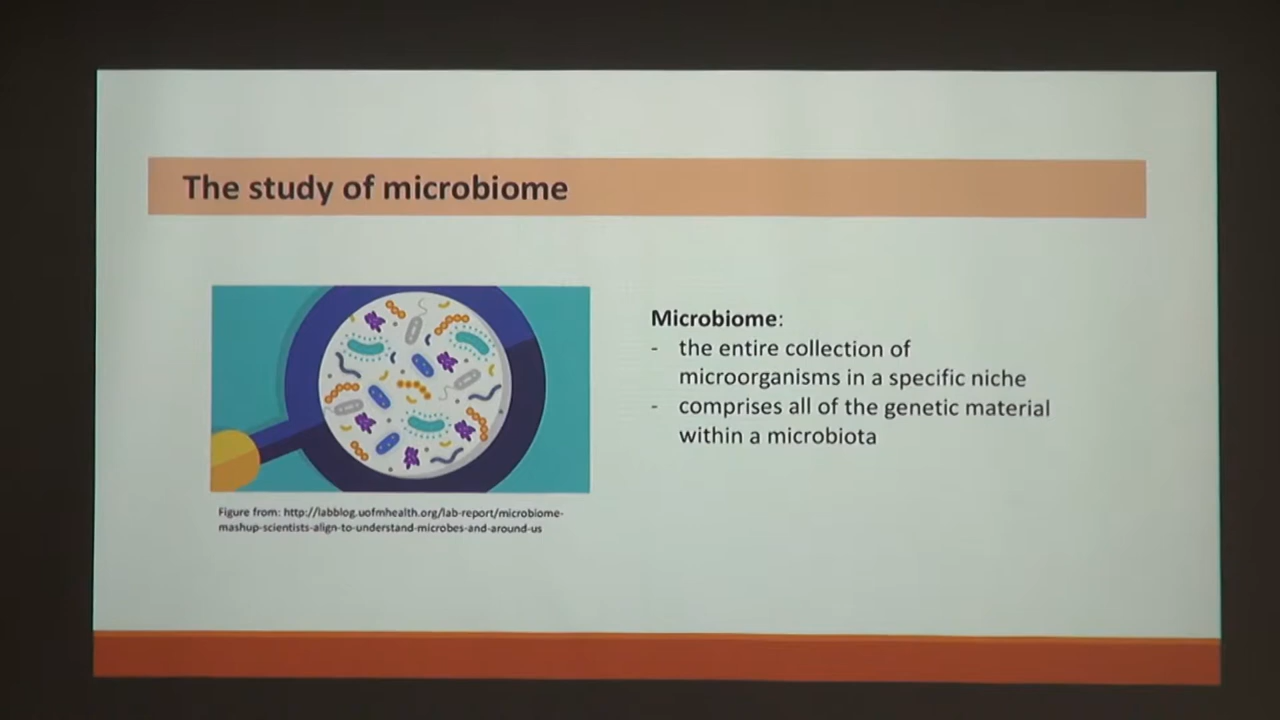 The study of microbiome
Microbiome:
- the entire collection of
microorganisms in a specific niche
- comprises all of the genetic material
within a microbiota
Figure from: http://labblog.uofmhealth.org/lab-report/microbiome-
mashup-scientists-align-to-understand-microbes-and-around-us